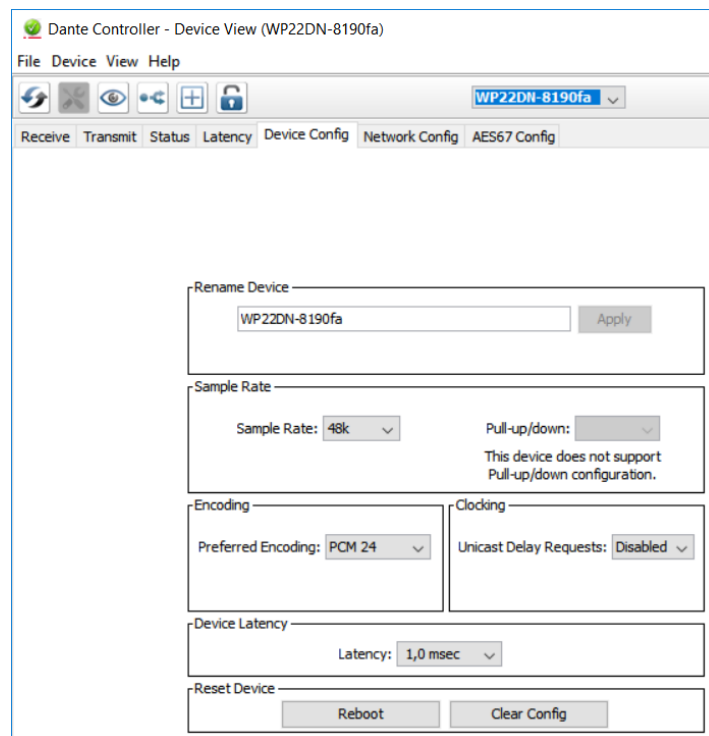 Dante Controller - Device View (WP22DN-8190fa)
File Device View Help
WP22DN-8190fa
Receive Transmit Status Latency Device Config Network Config AES67 Config
Rename Device
WP22DN-8190fa Apply
Sample Rate
Sample Rate: 48k Pull-up/down:
This device does not support
Pull-up/down configuration.
Encoding Clocking
Preferred Encoding: PCM 24 Unicast Delay Requests: Disabled
Device Latency
Latency: 1,0 msec
Reset Device
Reboot Clear Config